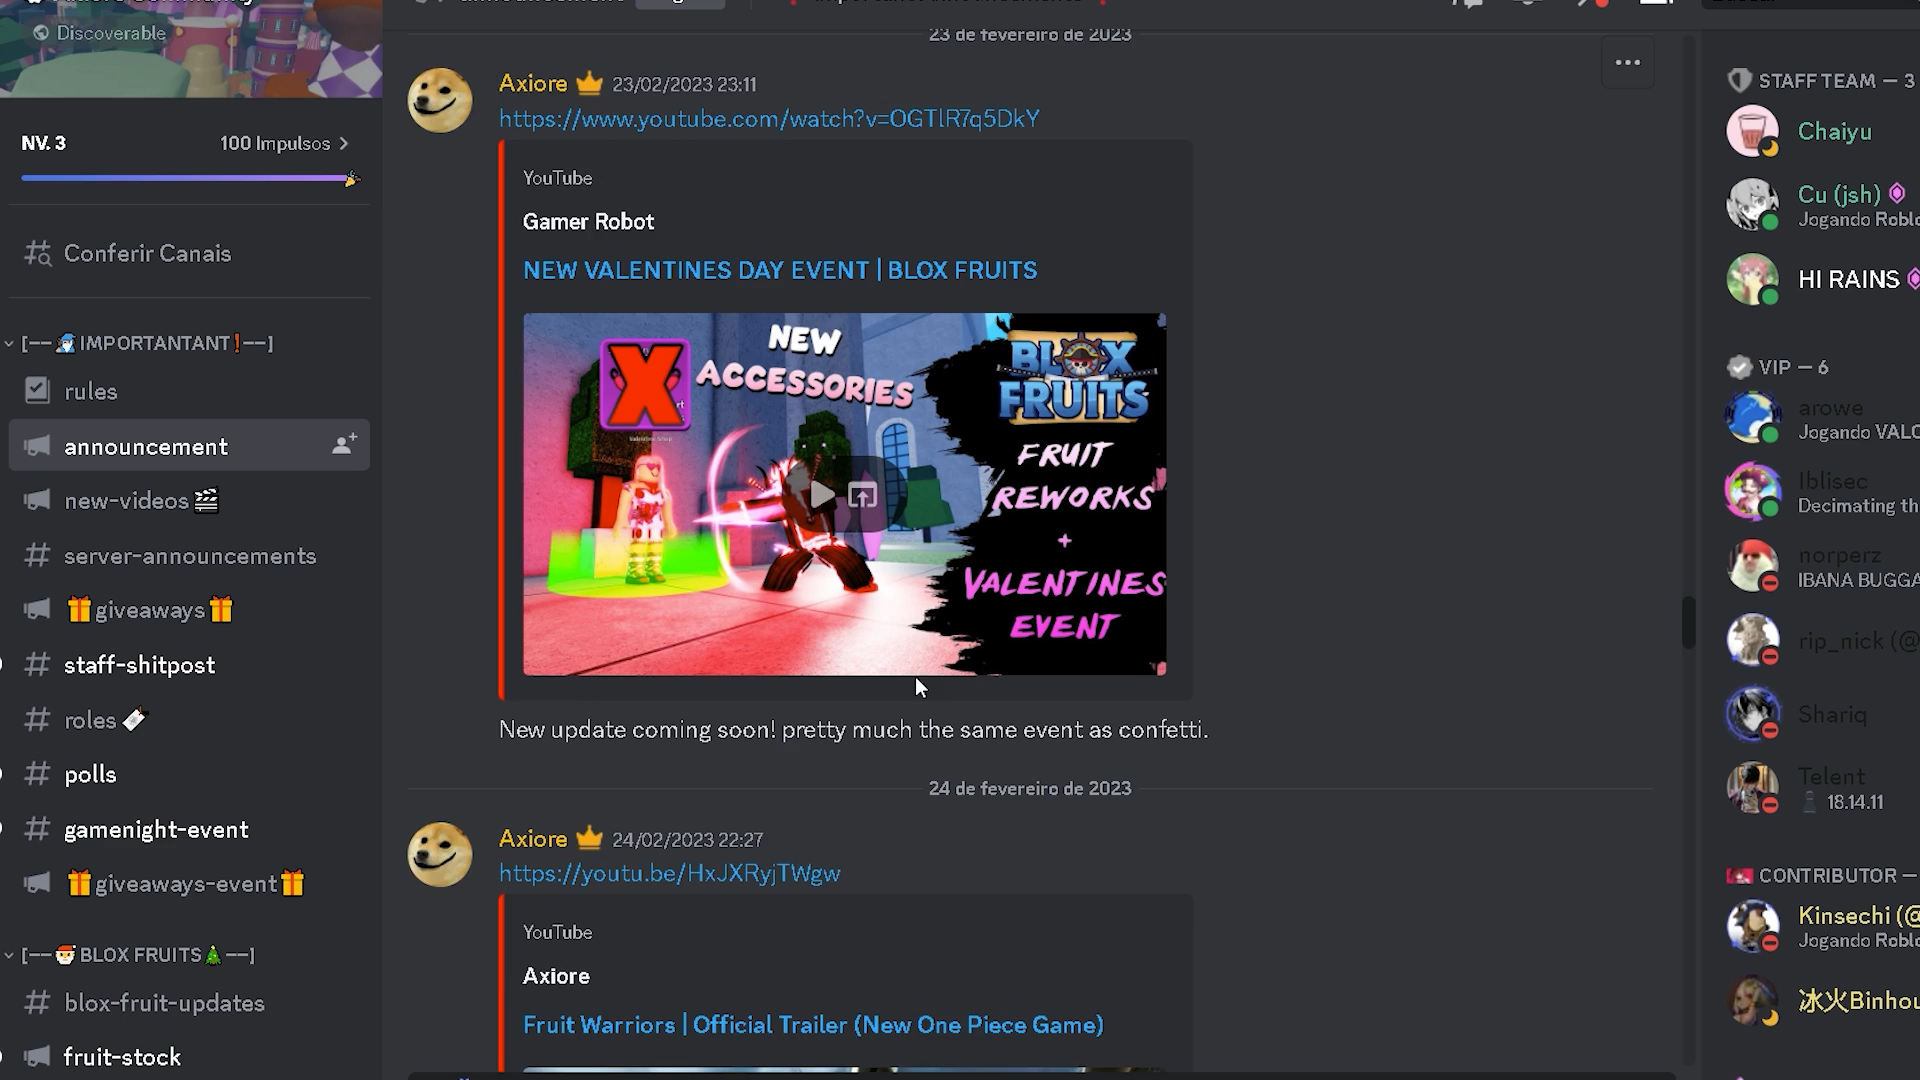 Discoverable
NV. 3
100 Impulsos
Conferir Canais
[—— IMPORTANTANT❗——]
rules
announcement
new-videos
server-announcements
giveaways
staff-shitpost
roles
polls
gamenight-event
giveaways-event
[—— BLOX FRUITS ——]
blox-fruit-updates
fruit-stock
23 de fevereiro de 2023
Axiore 23/02/2023 23:11
https://www.youtube.com/watch?v=OGTlR7q5DkY
YouTube
Gamer Robot
NEW VALENTINES DAY EVENT | BLOX FRUITS
NEW
ACCESSORIES
X
BLOX
FRUITS
FRUIT
REWORKS
+
VALENTINES
EVENT
New update coming soon! pretty much the same event as confetti.
24 de fevereiro de 2023
Axiore 24/02/2023 22:27
https://youtu.be/HxJXRyjTWgw
YouTube
Axiore
Fruit Warriors | Official Trailer (New One Piece Game)
STAFF TEAM — 3
Chaiyu
Cu (jsh)
Jogando Roblo
HI RAINS
VIP — 6
arowe
Jogando VALO
Iblisec
Decimating th
norperz
IBANA BUGGA
rip_nick (@
Shariq
Telent
18.14.11
CONTRIBUTOR —
Kinsechi (@
Jogando Roblo
冰火Binhou